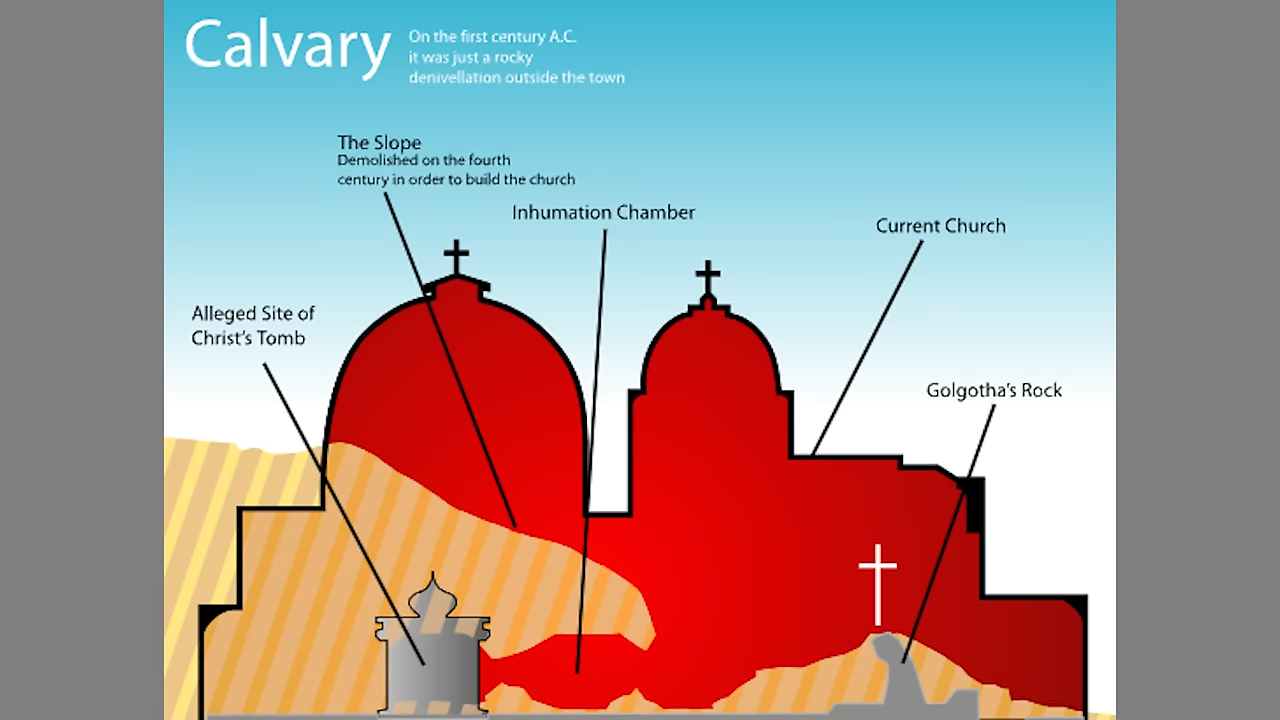 Calvary
On the first century A.C.
it was just a rocky
denivellation outside the town
The Slope
Demolished on the fourth
century in order to build the church
Inhumation Chamber
Current Church
Alleged Site of
Christ's Tomb
Golgotha's Rock